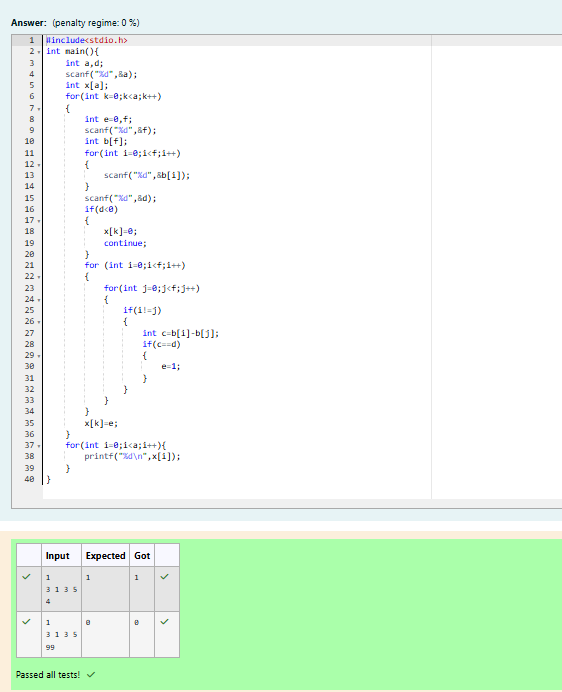 Answer: (penalty regime: 0 %)
1 #include<stdio.h>
2 int main(){
3     int a,d;
4     scanf("%d",&a);
5     int x[a];
6     for(int k=0;k<a;k++)
7     {
8         int e=0,f;
9         scanf("%d",&f);
10         int b[f];
11         for(int i=0;i<f;i++)
12         {
13             scanf("%d",&b[i]);
14         }
15         scanf("%d",&d);
16         if(d<0)
17         {
18             x[k]=0;
19             continue;
20         }
21         for (int i=0;i<f;i++)
22         {
23             for(int j=0;j<f;j++)
24             {
25                 if(i!=j)
26                 {
27                     int c=b[i]-b[j];
28                     if(c==d)
29                     {
30                         e=1;
31                     }
32                 }
33             }
34         }
35         x[k]=e;
36     }
37     for(int i=0;i<a;i++){
38         printf("%d\n",x[i]);
39     }
40 }
Input Expected Got
1 1 1
3 1 3 5
4
1 0 0
3 1 3 5
99
Passed all tests!